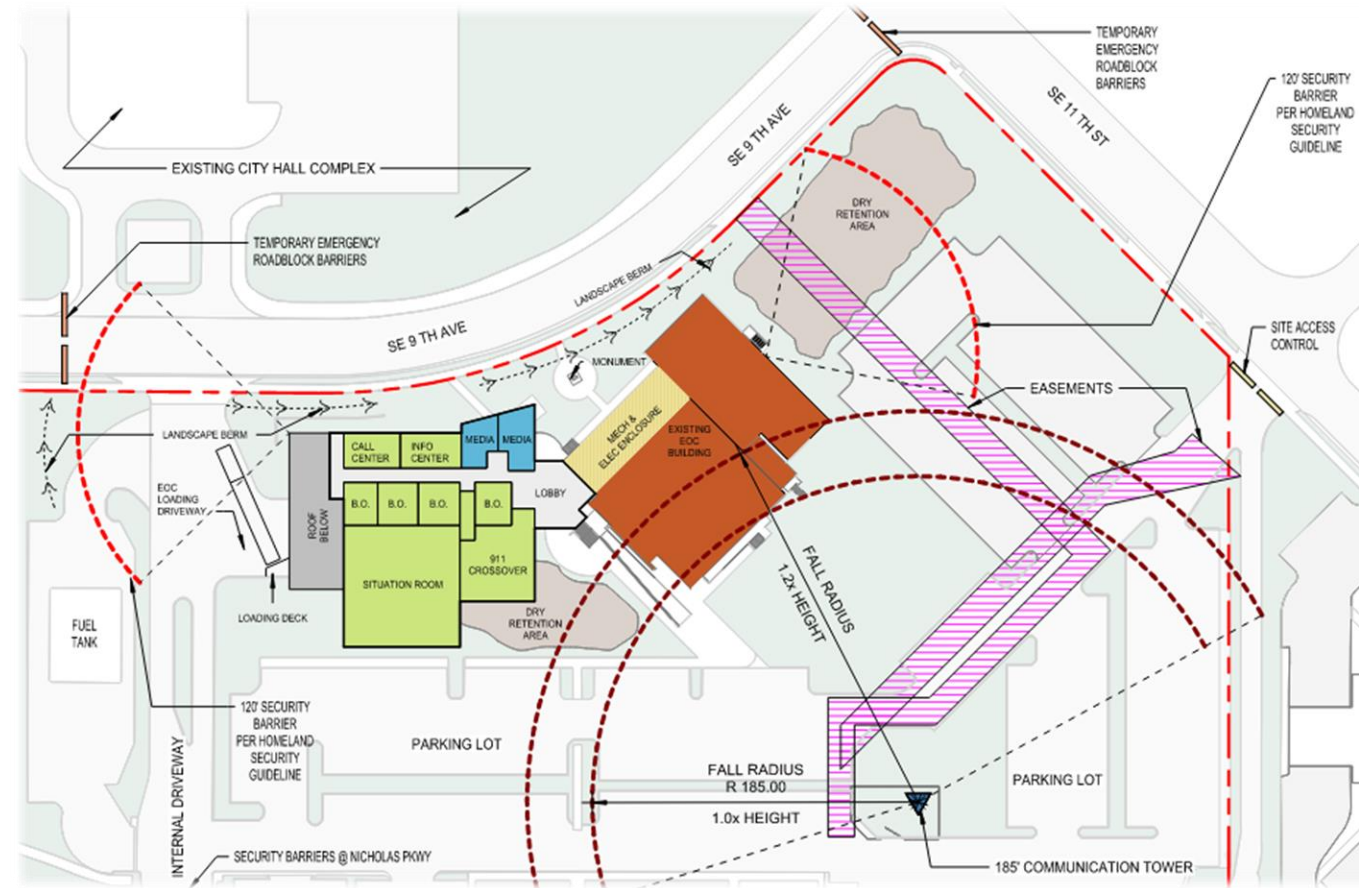 TEMPORARY
EMERGENCY
ROADBLOCK
BARRIERS
120' SECURITY
BARRIER
PER HOMELAND
SECURITY
GUIDELINE
SE 11 TH ST
SE 9 TH AVE
EXISTING CITY HALL COMPLEX
DRY
RETENTION
AREA
TEMPORARY EMERGENCY
ROADBLOCK BARRIERS
LANDSCAPE BERM
SE 9 TH AVE
SITE ACCESS
CONTROL
MONUMENT
EASEMENTS
MECH &
ELEC ENCLOSURE
EXISTING
EOC
BUILDING
LANDSCAPE BERM
CALL
CENTER
INFO
CENTER
MEDIA
MEDIA
EOC
LOADING
DRIVEWAY
ROOF
BELOW
B.O.
B.O.
B.O.
B.O.
LOBBY
SITUATION ROOM
911
CROSSOVER
FALL RADIUS
1.2x HEIGHT
LOADING DECK
DRY
RETENTION
AREA
FUEL
TANK
120' SECURITY
BARRIER
PER HOMELAND
SECURITY
GUIDELINE
INTERNAL DRIVEWAY
PARKING LOT
FALL RADIUS
R 185.00
1.0x HEIGHT
PARKING LOT
SECURITY BARRIERS @ NICHOLAS PKWY
185' COMMUNICATION TOWER